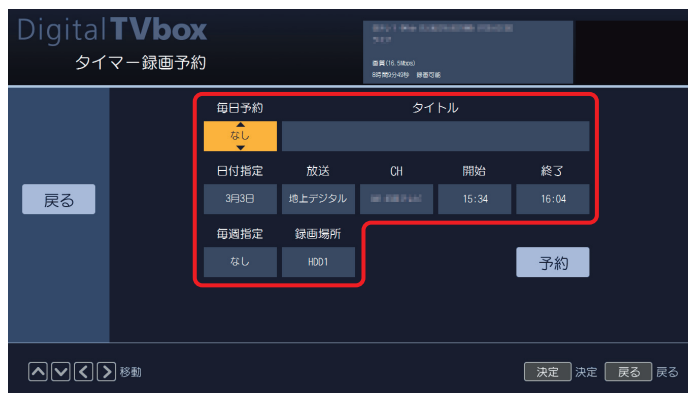 Digital TVbox
タイマー録画予約
画質(16.5Mbps)
8時間9分49秒 録画可能
毎日予約 タイトル
なし
日付指定 放送 CH 開始 終了
3月3日 地上デジタル 15:34 16:04
戻る
毎週指定 録画場所
なし HDD1
予約
移動 決定 決定 戻る 戻る